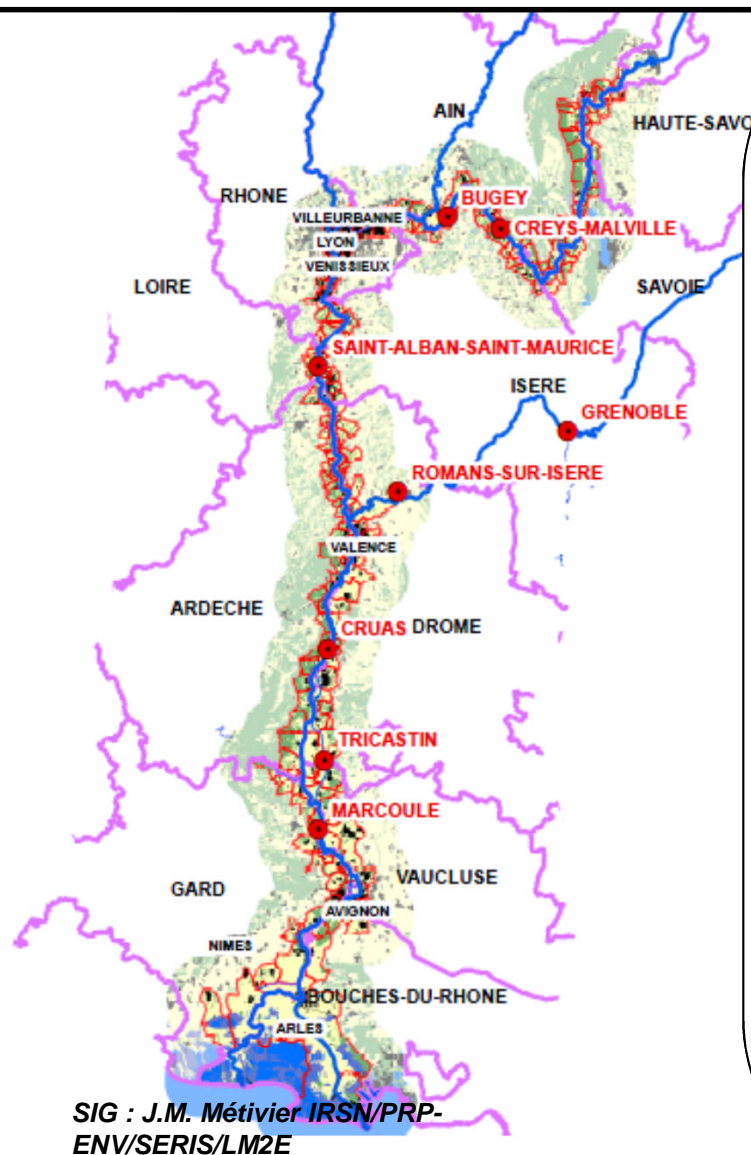 AIN
HAUTE-SAVO
RHONE
BUGEY
VILLEURBANNE
CREYS-MALVILLE
LYON
VENISSIEUX
LOIRE
SAVOIE
SAINT-ALBAN-SAINT-MAURICE
ISERE
GRENOBLE
ROMANS-SUR-ISERE
VALENCE
ARDECHE
CRUAS DROME
TRICASTIN
MARCOULE
GARD
VAUCLUSE
AVIGNON
NIMES
BOUCHES-DU-RHONE
ARLES
SIG : J.M. Métivier IRSN/PRP-
ENV/SERIS/LM2E